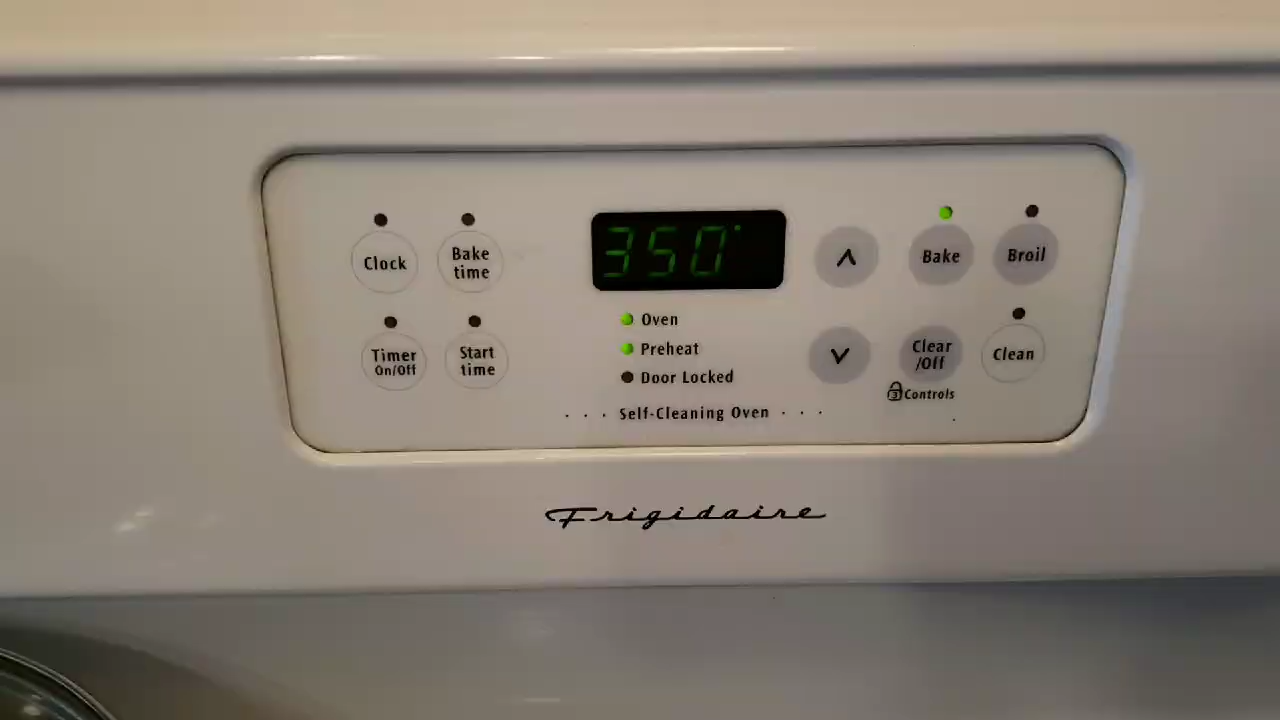 Clock
Bake
time
350°
Bake
Broil
Oven
Preheat
Door Locked
Timer
On/Off
Start
time
Clear
/Off
Clean
3 Controls
Self-Cleaning Oven
Frigidaire